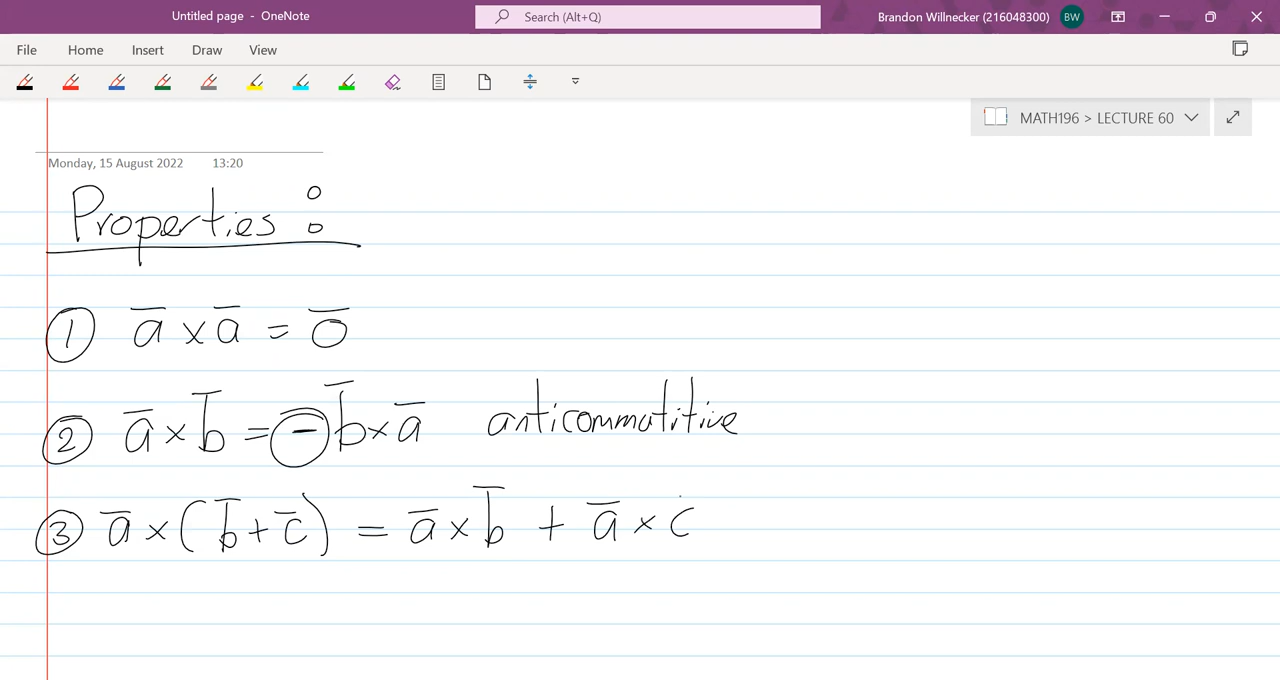 Untitled page - OneNote
Search (Alt+Q)
Brandon Willnecker (216048300)
BW
File Home Insert Draw View
MATH196 > LECTURE 60
Monday, 15 August 2022 13:20
Properties :
① a̅ × a̅ = 0̅
② a̅ × b̅ = - b̅ × a̅ anticommutitive
③ a̅ × ( b̅ + c̅ ) = a̅ × b̅ + a̅ × c